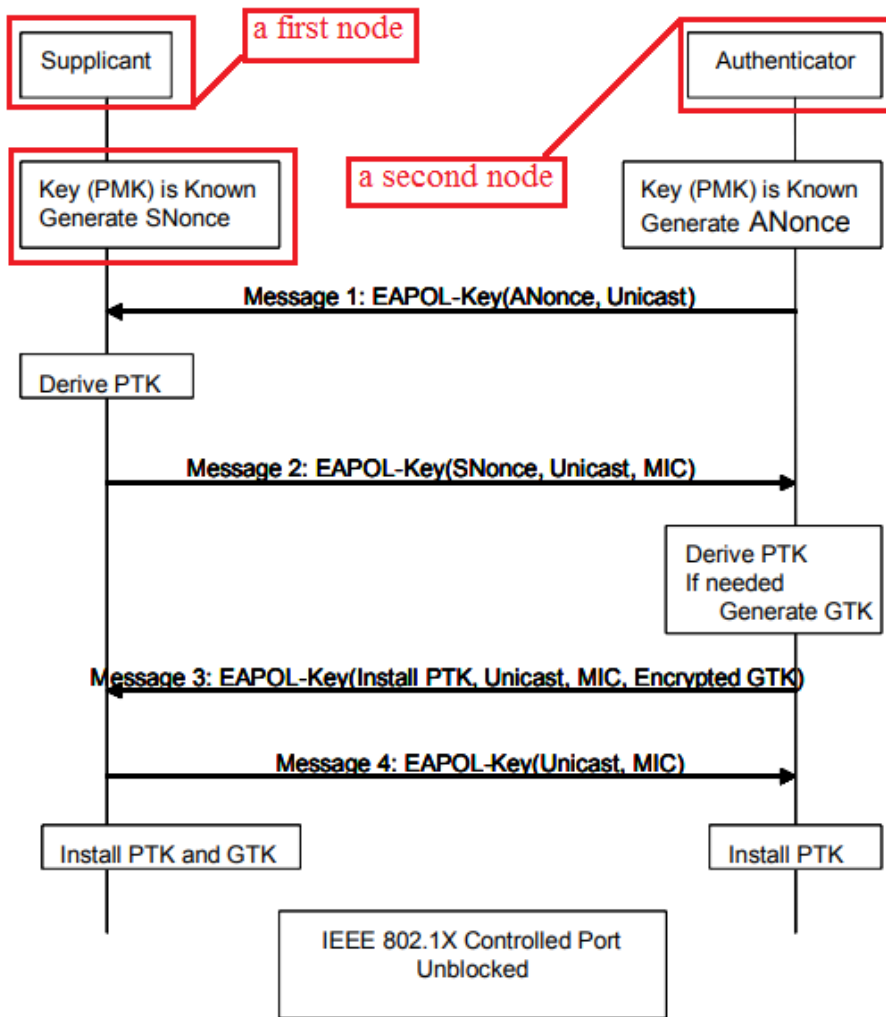 a first node
Supplicant
Authenticator
a second node
Key (PMK) is Known
Generate SNonce
Key (PMK) is Known
Generate ANonce
Message 1: EAPOL-Key(ANonce, Unicast)
Derive PTK
Message 2: EAPOL-Key(SNonce, Unicast, MIC)
Derive PTK
If needed
Generate GTK
Message 3: EAPOL-Key(Install PTK, Unicast, MIC, Encrypted GTK)
Message 4: EAPOL-Key(Unicast, MIC)
Install PTK and GTK
Install PTK
IEEE 802.1X Controlled Port
Unblocked